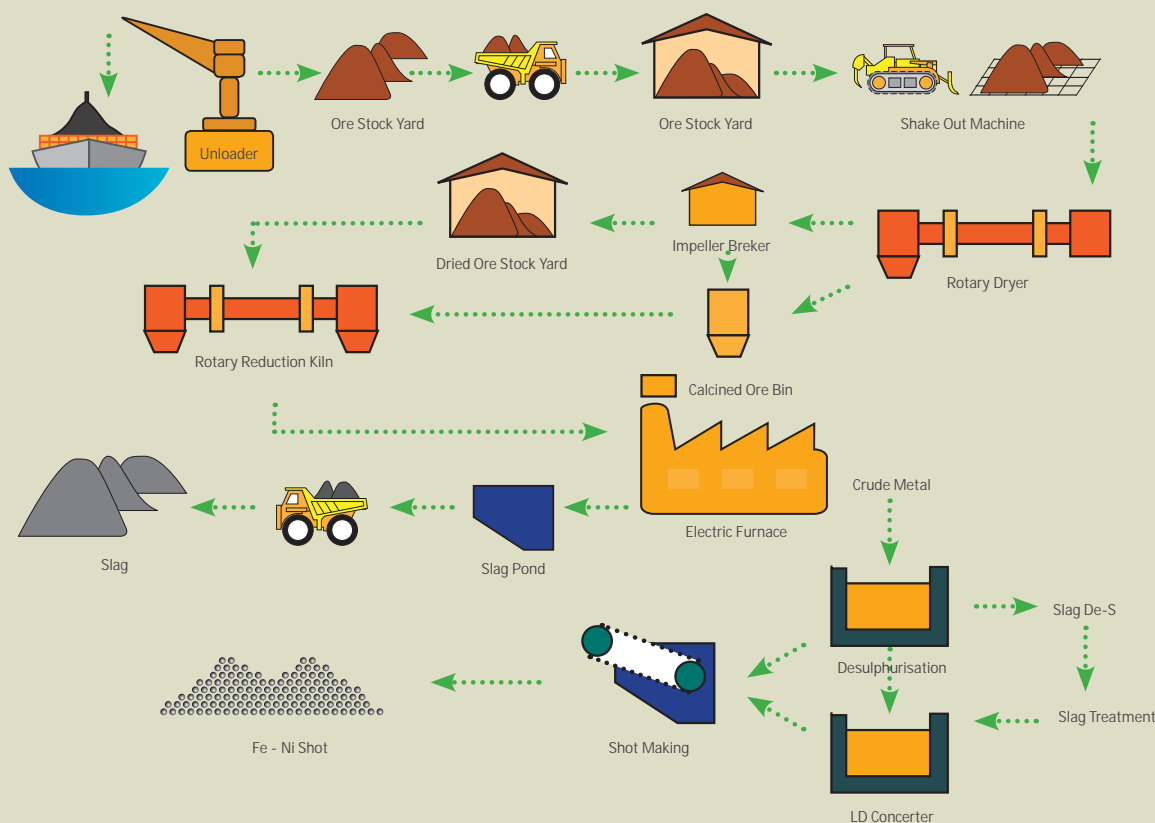 Unloader
Ore Stock Yard
Ore Stock Yard
Shake Out Machine
Dried Ore Stock Yard
Impeller Breker
Rotary Dryer
Rotary Reduction Kiln
Calcined Ore Bin
Crude Metal
Electric Furnace
Slag
Slag Pond
Slag De-S
Desulphurisation
Slag Treatment
Fe - Ni Shot
Shot Making
LD Concerter